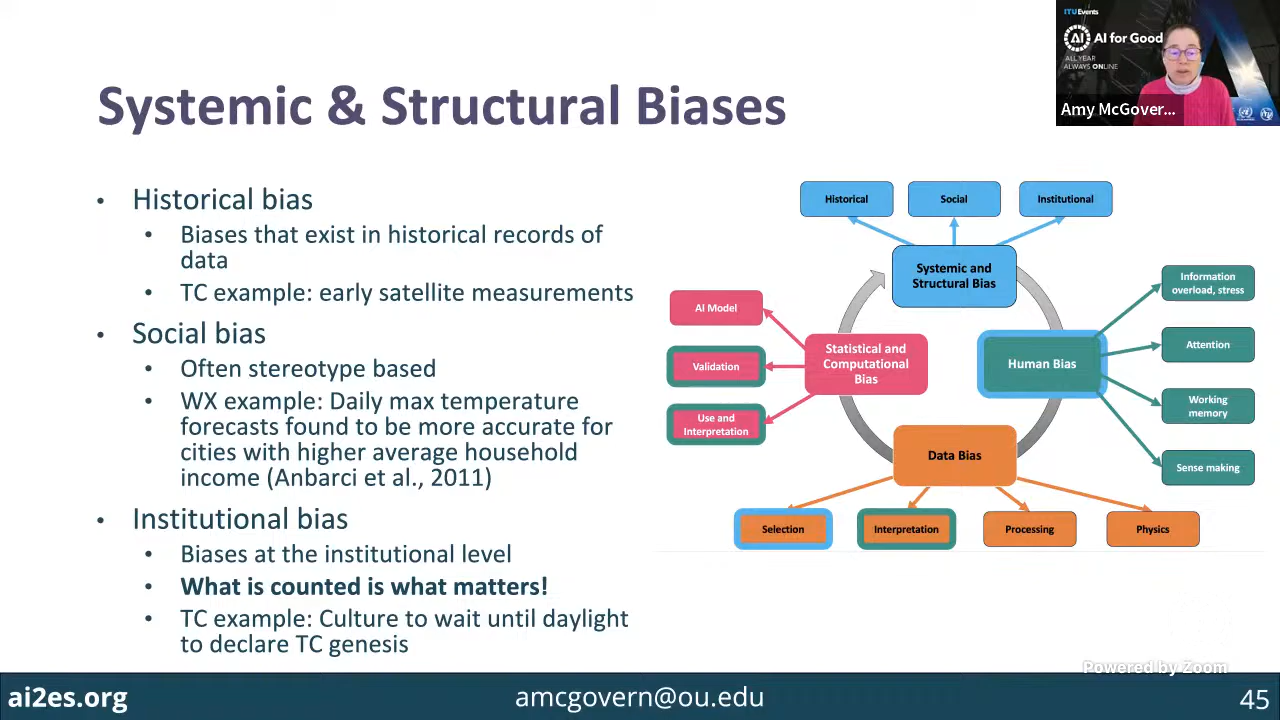 ITUEvents
AI
AI for Good
ALL YEAR
ALWAYS ONLINE
Amy McGover...
Systemic & Structural Biases
• Historical bias
• Biases that exist in historical records of
data
• TC example: early satellite measurements
• Social bias
• Often stereotype based
• WX example: Daily max temperature
forecasts found to be more accurate for
cities with higher average household
income (Anbarci et al., 2011)
• Institutional bias
• Biases at the institutional level
• What is counted is what matters!
• TC example: Culture to wait until daylight
to declare TC genesis
Historical
Social
Institutional
Systemic and
Structural Bias
Information
overload, stress
Attention
Human Bias
Working
memory
Sense making
AI Model
Validation
Statistical and
Computational
Bias
Use and
Interpretation
Data Bias
Selection
Interpretation
Processing
Physics
Powered by Zoom
ai2es.org
amcgovern@ou.edu
45